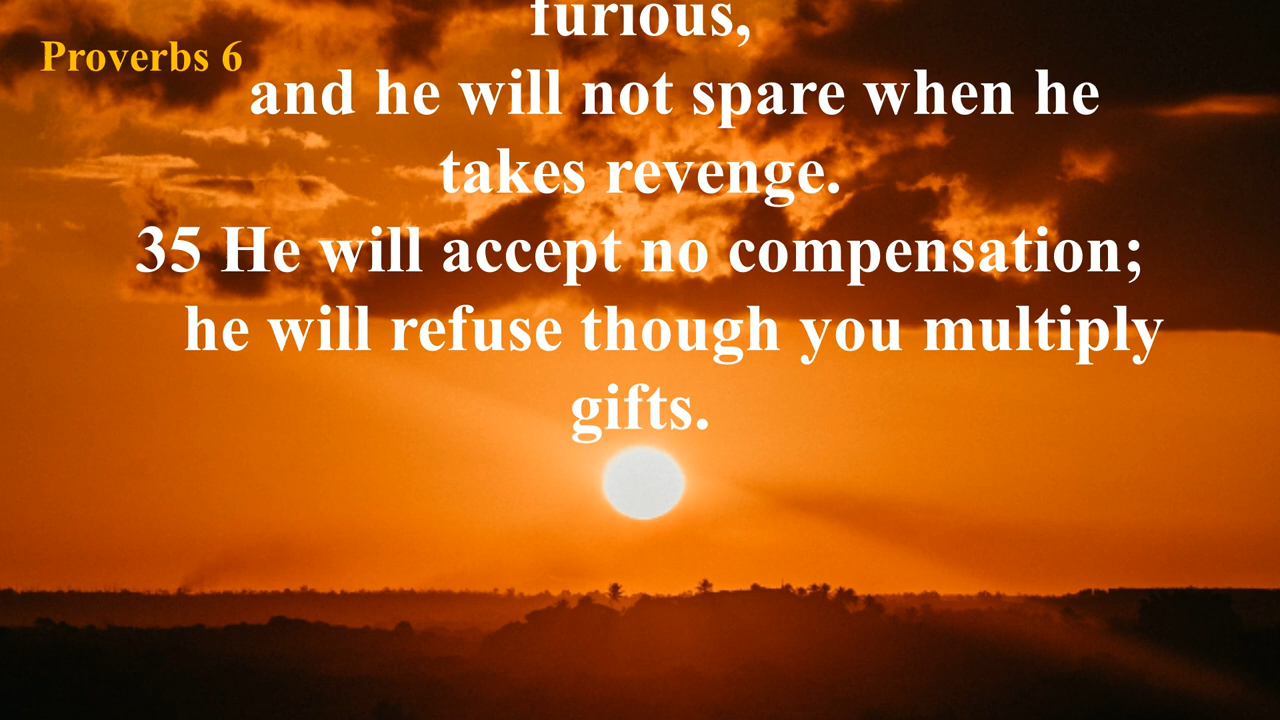 furious,
Proverbs 6
and he will not spare when he
takes revenge.
35 He will accept no compensation;
he will refuse though you multiply
gifts.